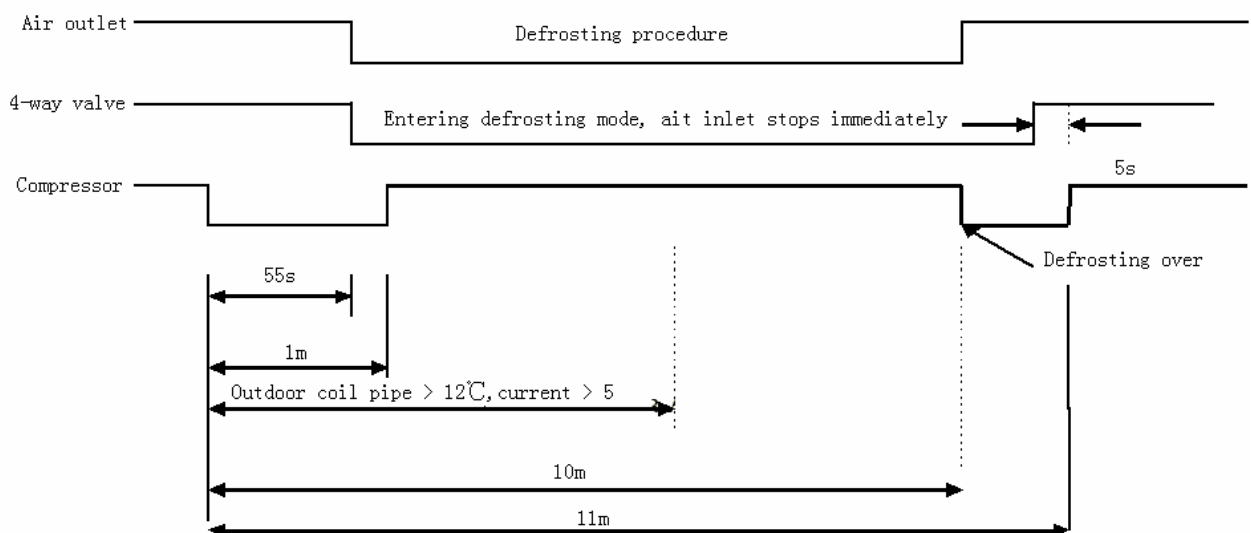 Air outlet
Defrosting procedure
4-way valve
Entering defrosting mode, ait inlet stops immediately
Compressor
5s
Defrosting over
55s
1m
Outdoor coil pipe > 12℃, current > 5
10m
11m